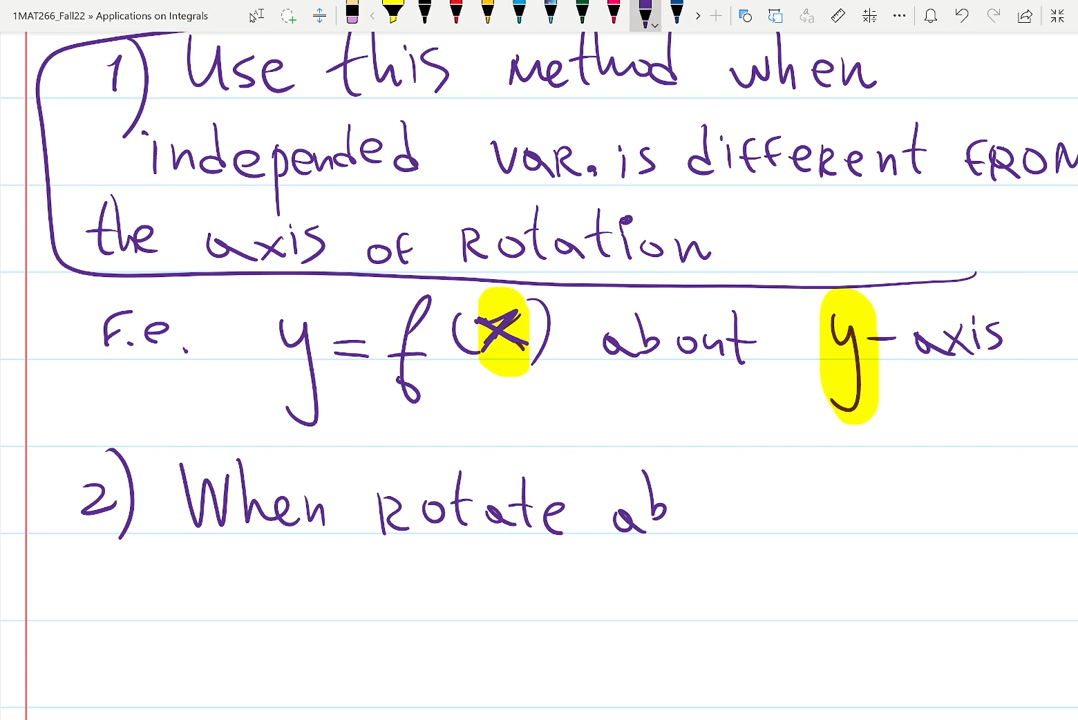 1MAT266_Fall22 » Applications on Integrals
1) Use this method when
independed var. is different FROM
the axis of Rotation
F.e. y = f(x) about y-axis
2) When Rotate ab